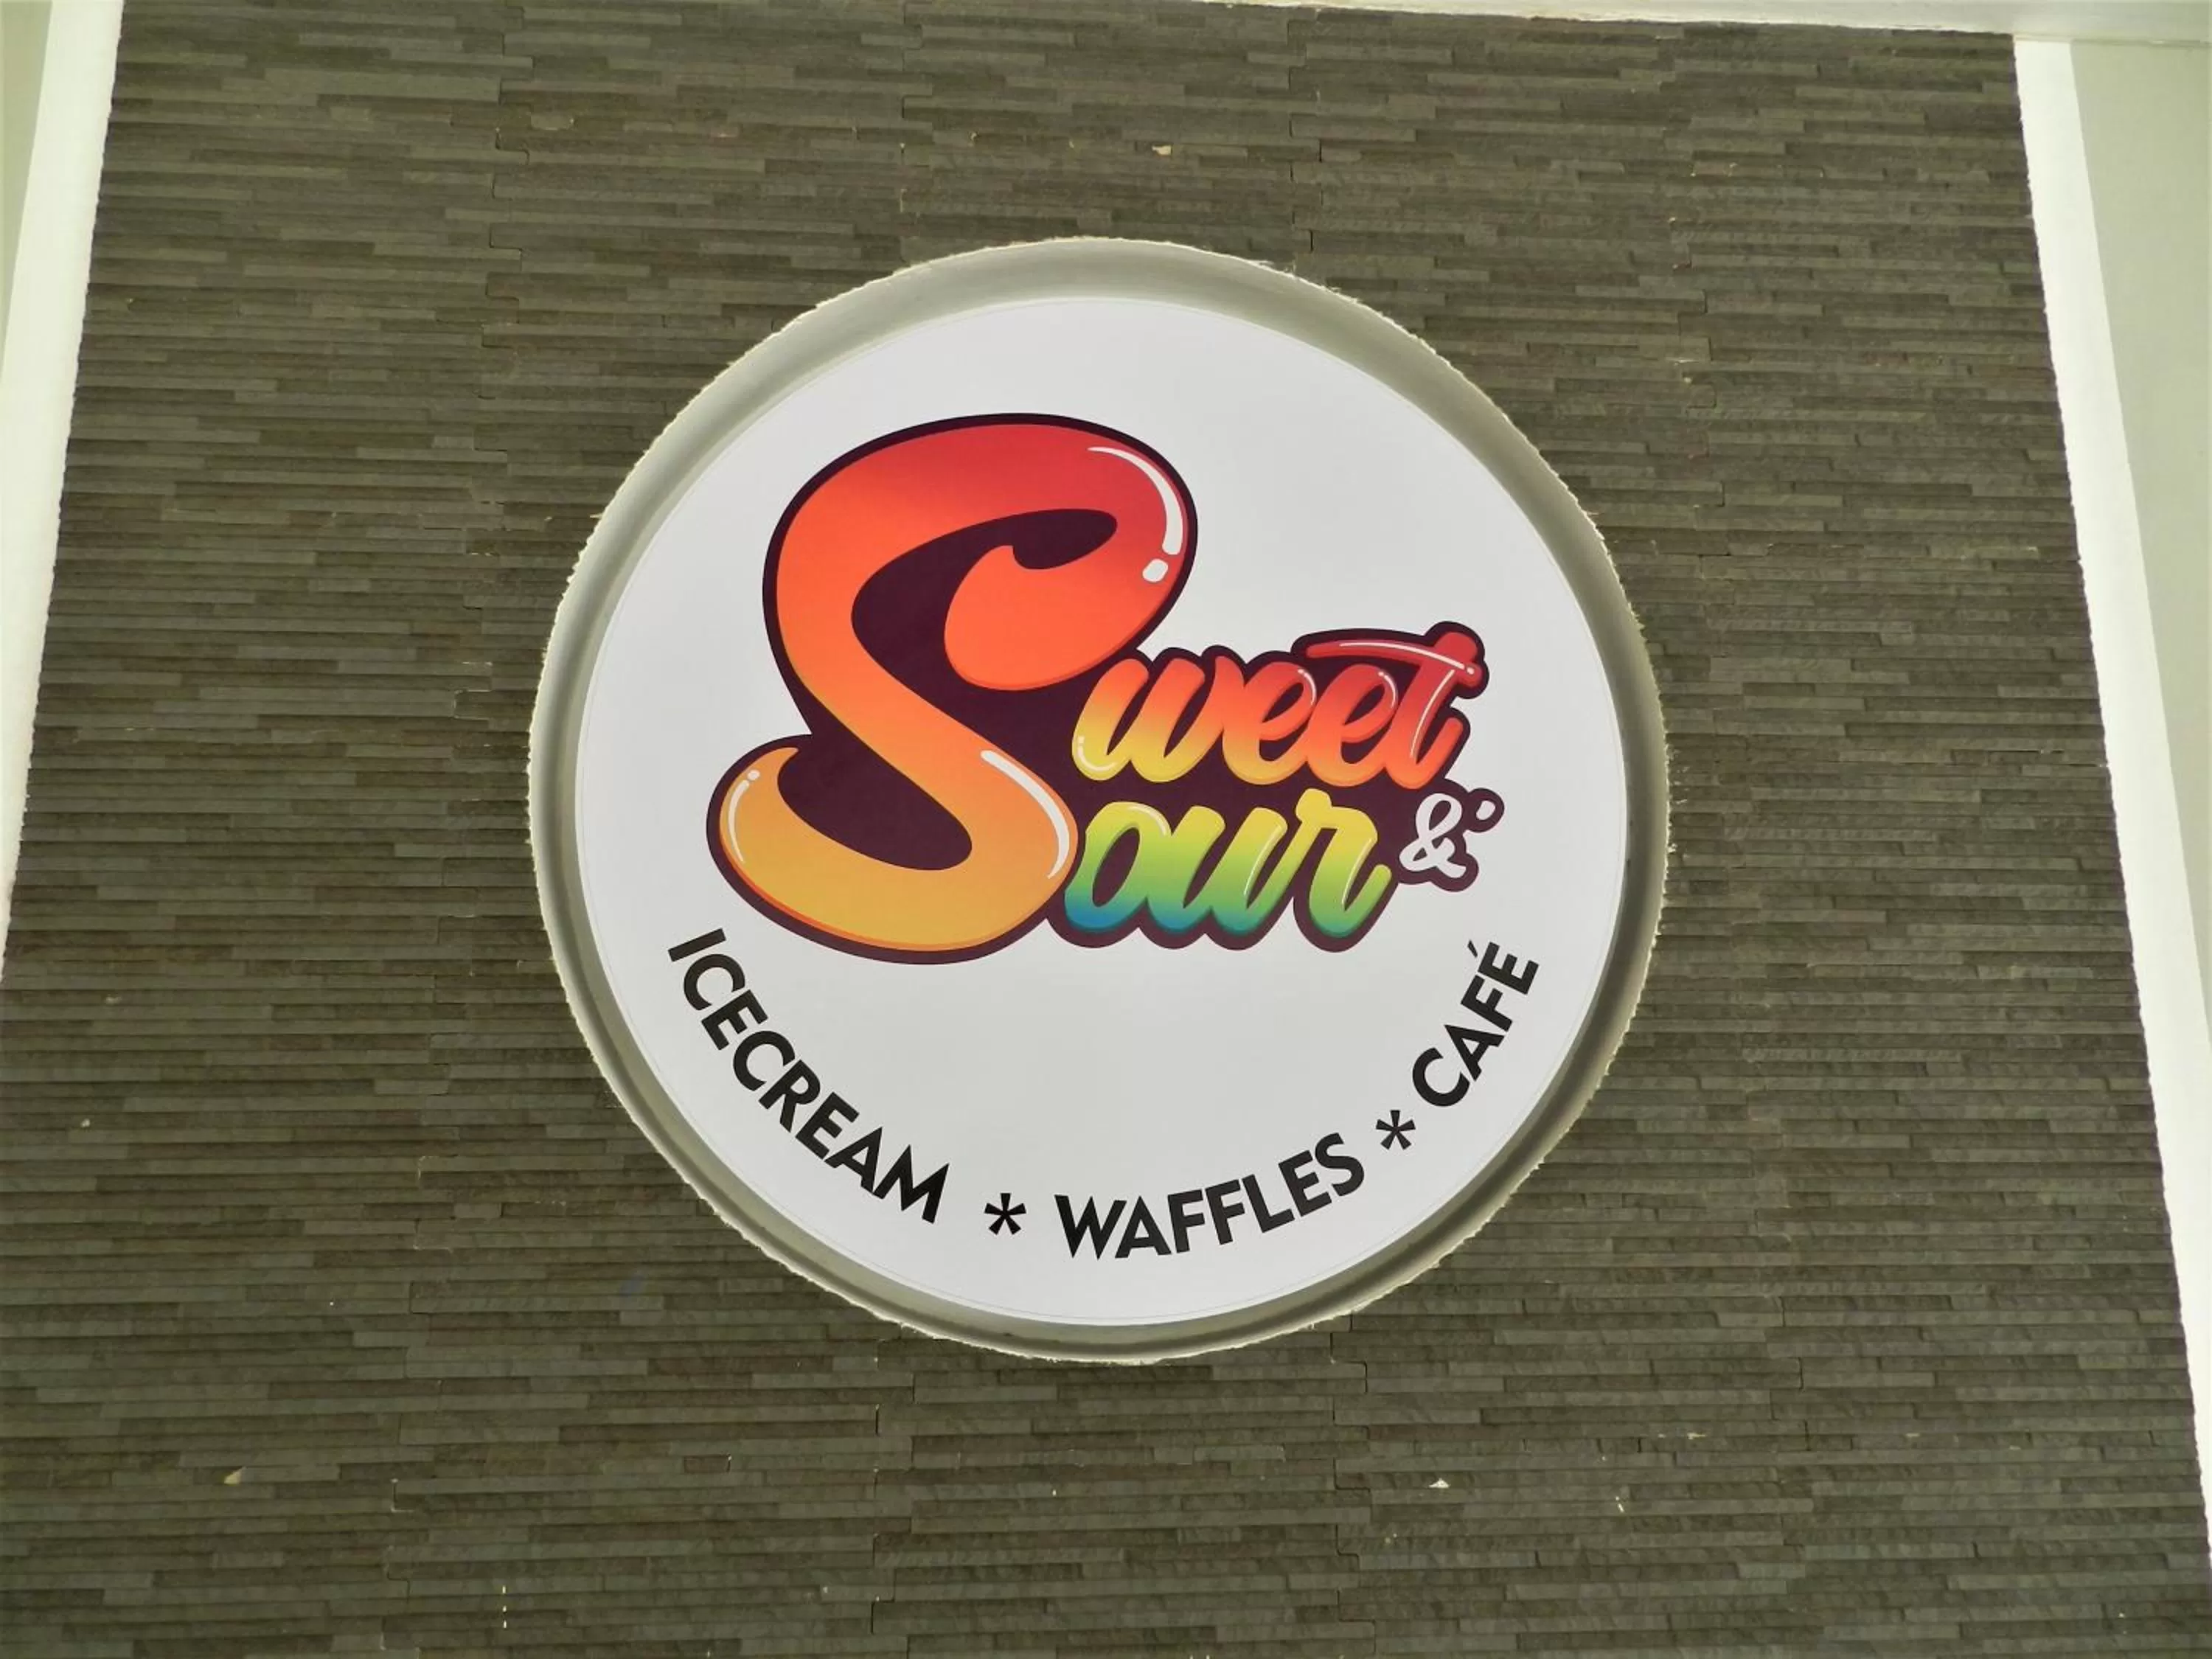 Sweet &
Sour
ICECREAM * WAFFLES * CAFÉ